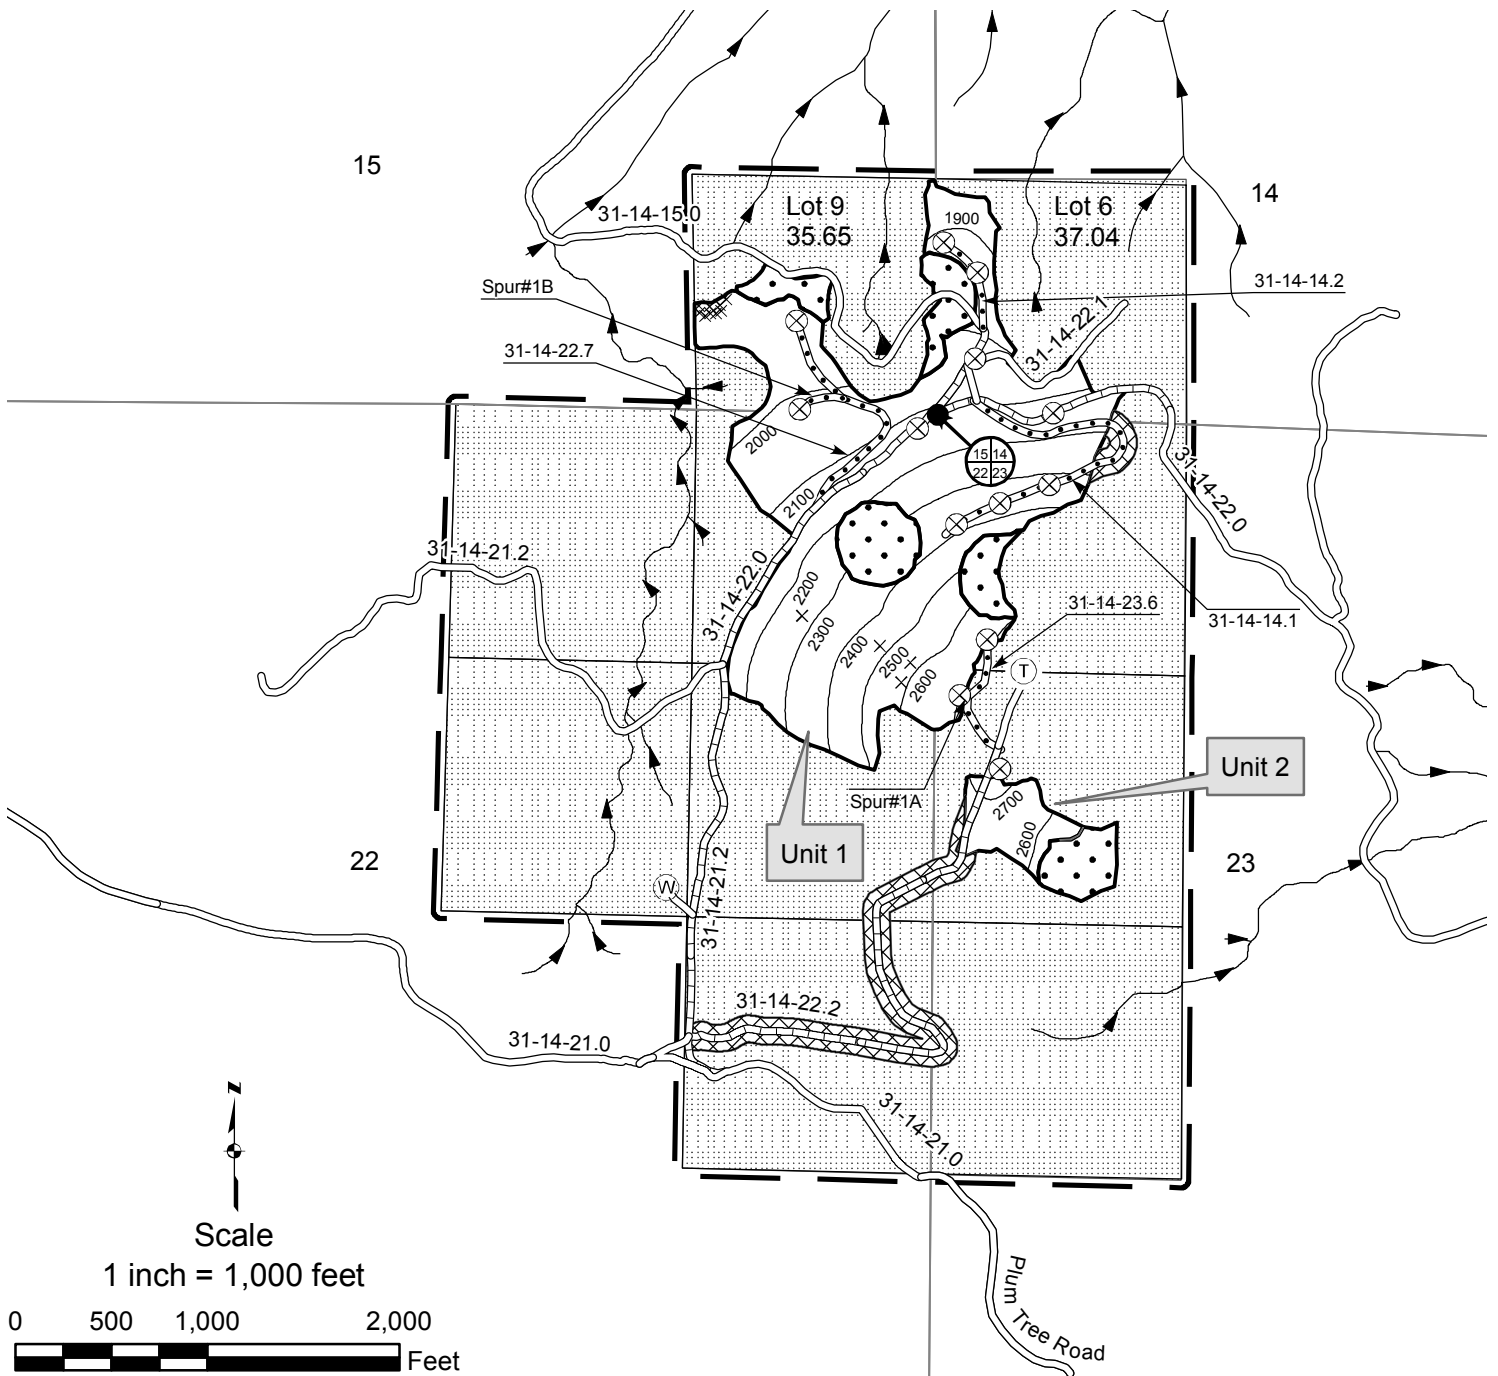 15
14
Lot 9
35.65
Lot 6
37.04
1900
31-14-15.0
31-14-14.2
Spur#1B
31-14-22.1
31-14-22.7
2000
15 14
22 23
2100
31-14-22.0
31-14-21.2
31-14-22.0
2200
2300
2400
2500
2600
31-14-23.6
31-14-14.1
T
Unit 2
Spur#1A
2700
2600
Unit 1
22
23
W
31-14-21.2
31-14-22.2
31-14-21.0
31-14-21.0
Z
Scale
1 inch = 1,000 feet
0 500 1,000 2,000
Feet
Plum Tree Road